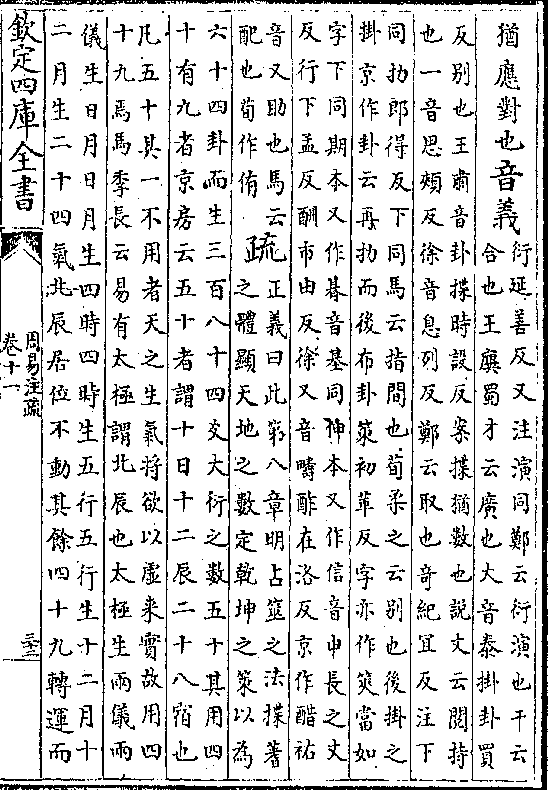 猶應對也音義衍延善反又注演同鄭云衍演也干云
合也王廙蜀才云廣也大音泰掛卦買
反别也王肅音卦揲時設反案揲猶數也説文云閱持
也一音思頰反徐音息列反鄭云取也奇紀宜反注下
同扐郎得反下同馬云指間也荀柔之云别也後掛之
掛京作卦云再扐而後布卦䇿初革反字亦作筴當如
字下同期本又作朞音基同伸本又作信音申長之丈
反行下孟反酬市由反徐又音疇酢在洛反京作醋祐
音又助也馬云
配也荀作侑疏正義曰此第八章明占筮之法揲蓍
之體顯天地之數定乾坤之䇿以為
六十四卦而生三百八十四爻大衍之數五十其用四
十有九者京房云五十者謂十日十二辰二十八宿也
凡五十其一不用者天之生氣將欲以虛来實故用四
十九焉馬季長云易有太極謂北辰也太極生兩儀兩
儀生日月日月生四時四時生五行五行生十二月十
二月生二十四氣北辰居位不動其餘四十九轉運而
欽定四庫全書
周易注疏
卷十一
三十三